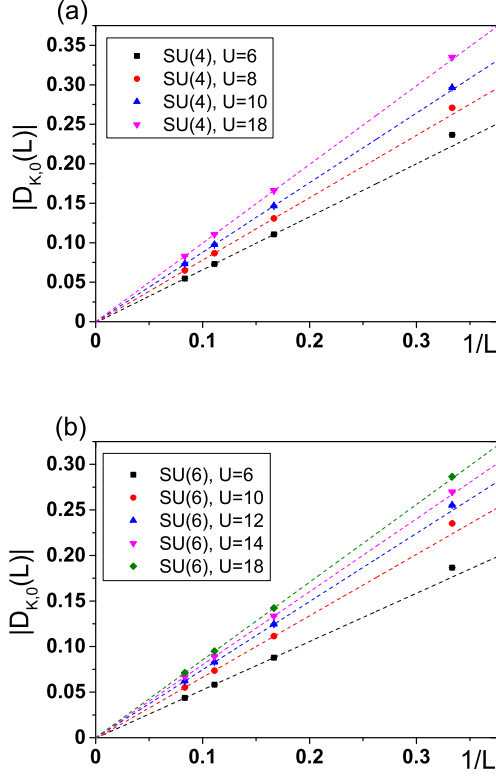 (a)
0.35
0.30
0.25
0.20
0.15
0.10
0.05
0
SU(4), U=6
SU(4), U=8
SU(4), U=10
SU(4), U=18
|D_{K,0}(L)|
0
0.1
0.2
0.3
1/L
(b)
0.30
0.25
0.20
0.15
0.10
0.05
0.00
SU(6), U=6
SU(6), U=10
SU(6), U=12
SU(6), U=14
SU(6), U=18
|D_{K,0}(L)|
0
0.1
0.2
0.3
1/L